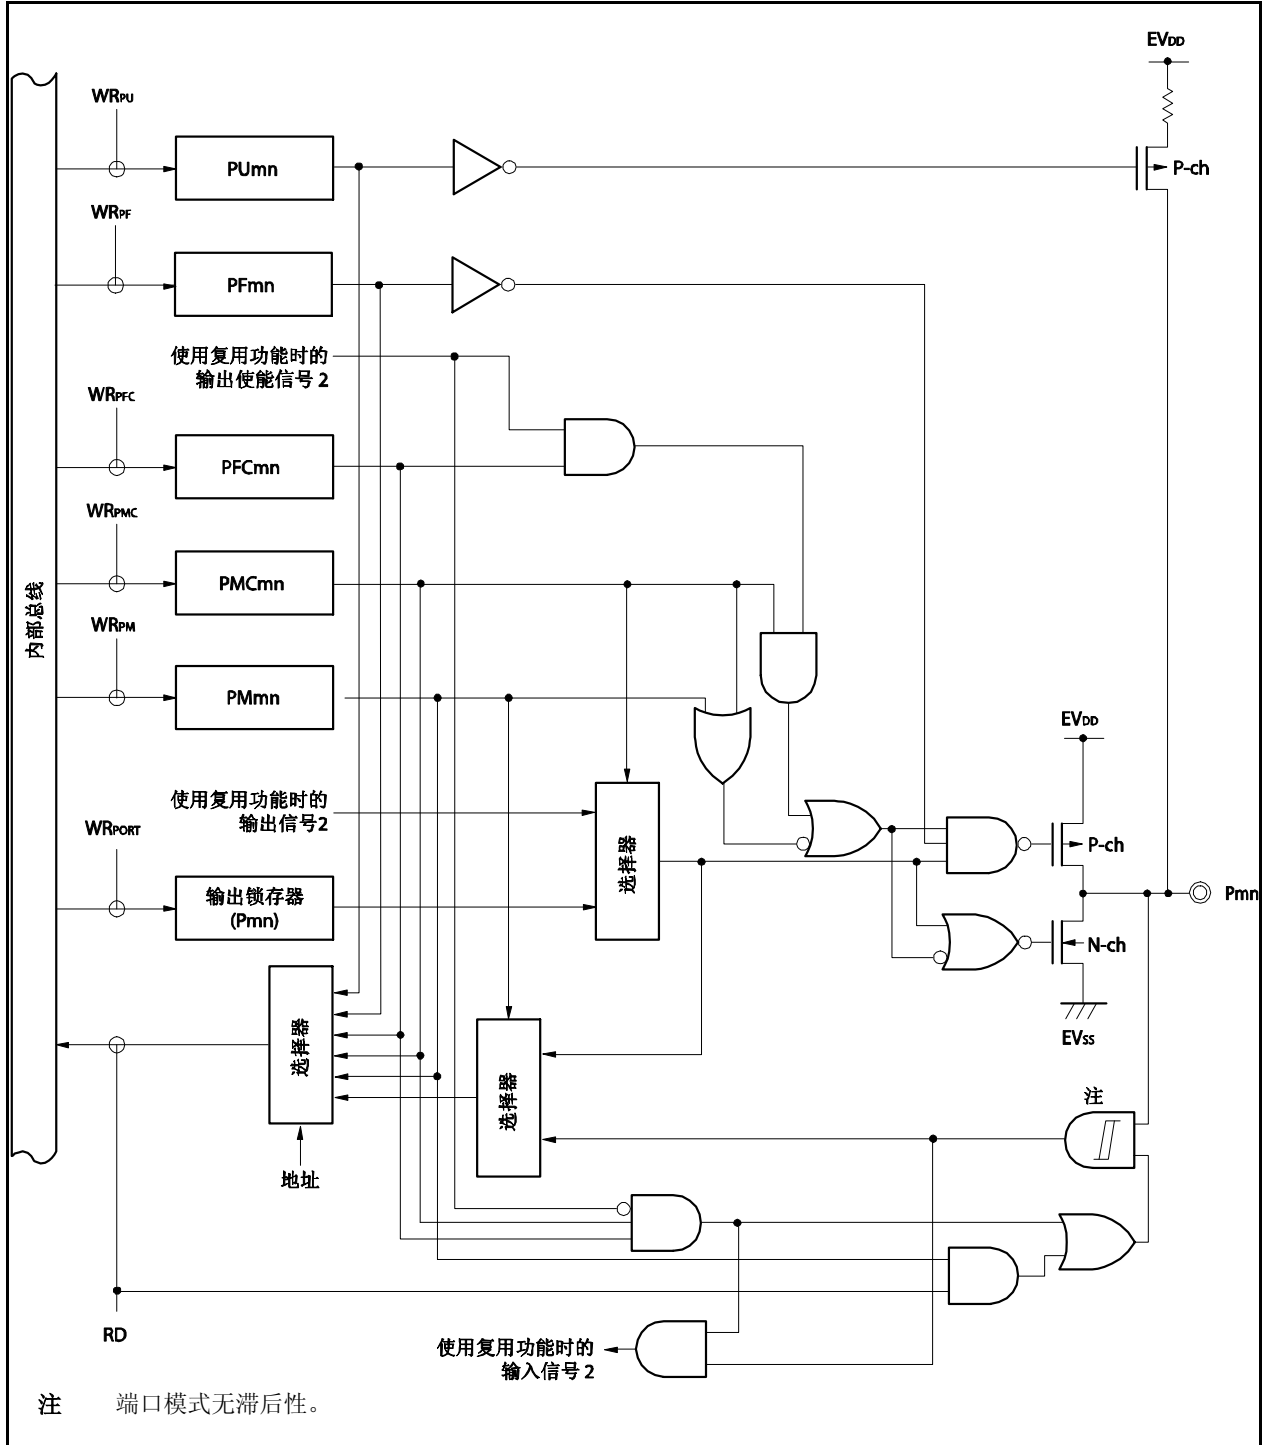 EVDD
WRPU
PUmn
P-ch
WRPF
PFmn
使用复用功能时的
输出使能信号 2
WRPFC
PFCmn
WRPMC
PMCmn
内部总线
WRPM
PMmn
EVDD
使用复用功能时的
输出信号2
WRPORT
选择器
P-ch
输出锁存器
(Pmn)
Pmn
N-ch
选择器
EVSS
选择器
注
地址
RD
使用复用功能时的
输入信号 2
注 端口模式无滞后性。